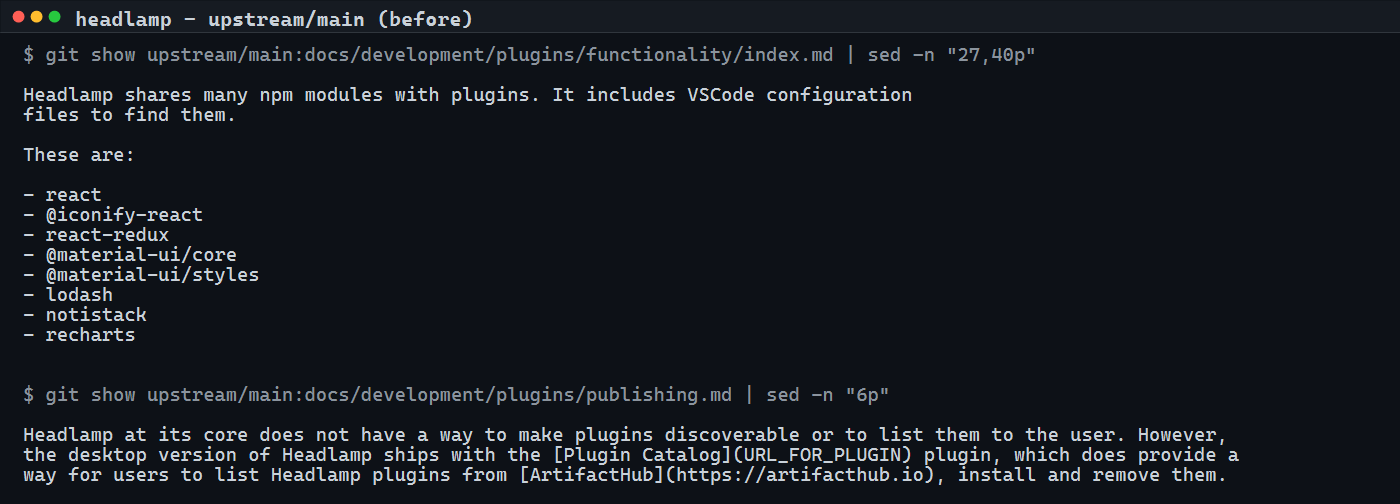 headlamp - upstream/main (before)
$ git show upstream/main:docs/development/plugins/functionality/index.md | sed -n "27,40p"
Headlamp shares many npm modules with plugins. It includes VSCode configuration
files to find them.
These are:
- react
- @iconify-react
- react-redux
- @material-ui/core
- @material-ui/styles
- lodash
- notistack
- recharts
$ git show upstream/main:docs/development/plugins/publishing.md | sed -n "6p"
Headlamp at its core does not have a way to make plugins discoverable or to list them to the user. However,
the desktop version of Headlamp ships with the [Plugin Catalog](URL_FOR_PLUGIN) plugin, which does provide a
way for users to list Headlamp plugins from [ArtifactHub](https://artifacthub.io), install and remove them.